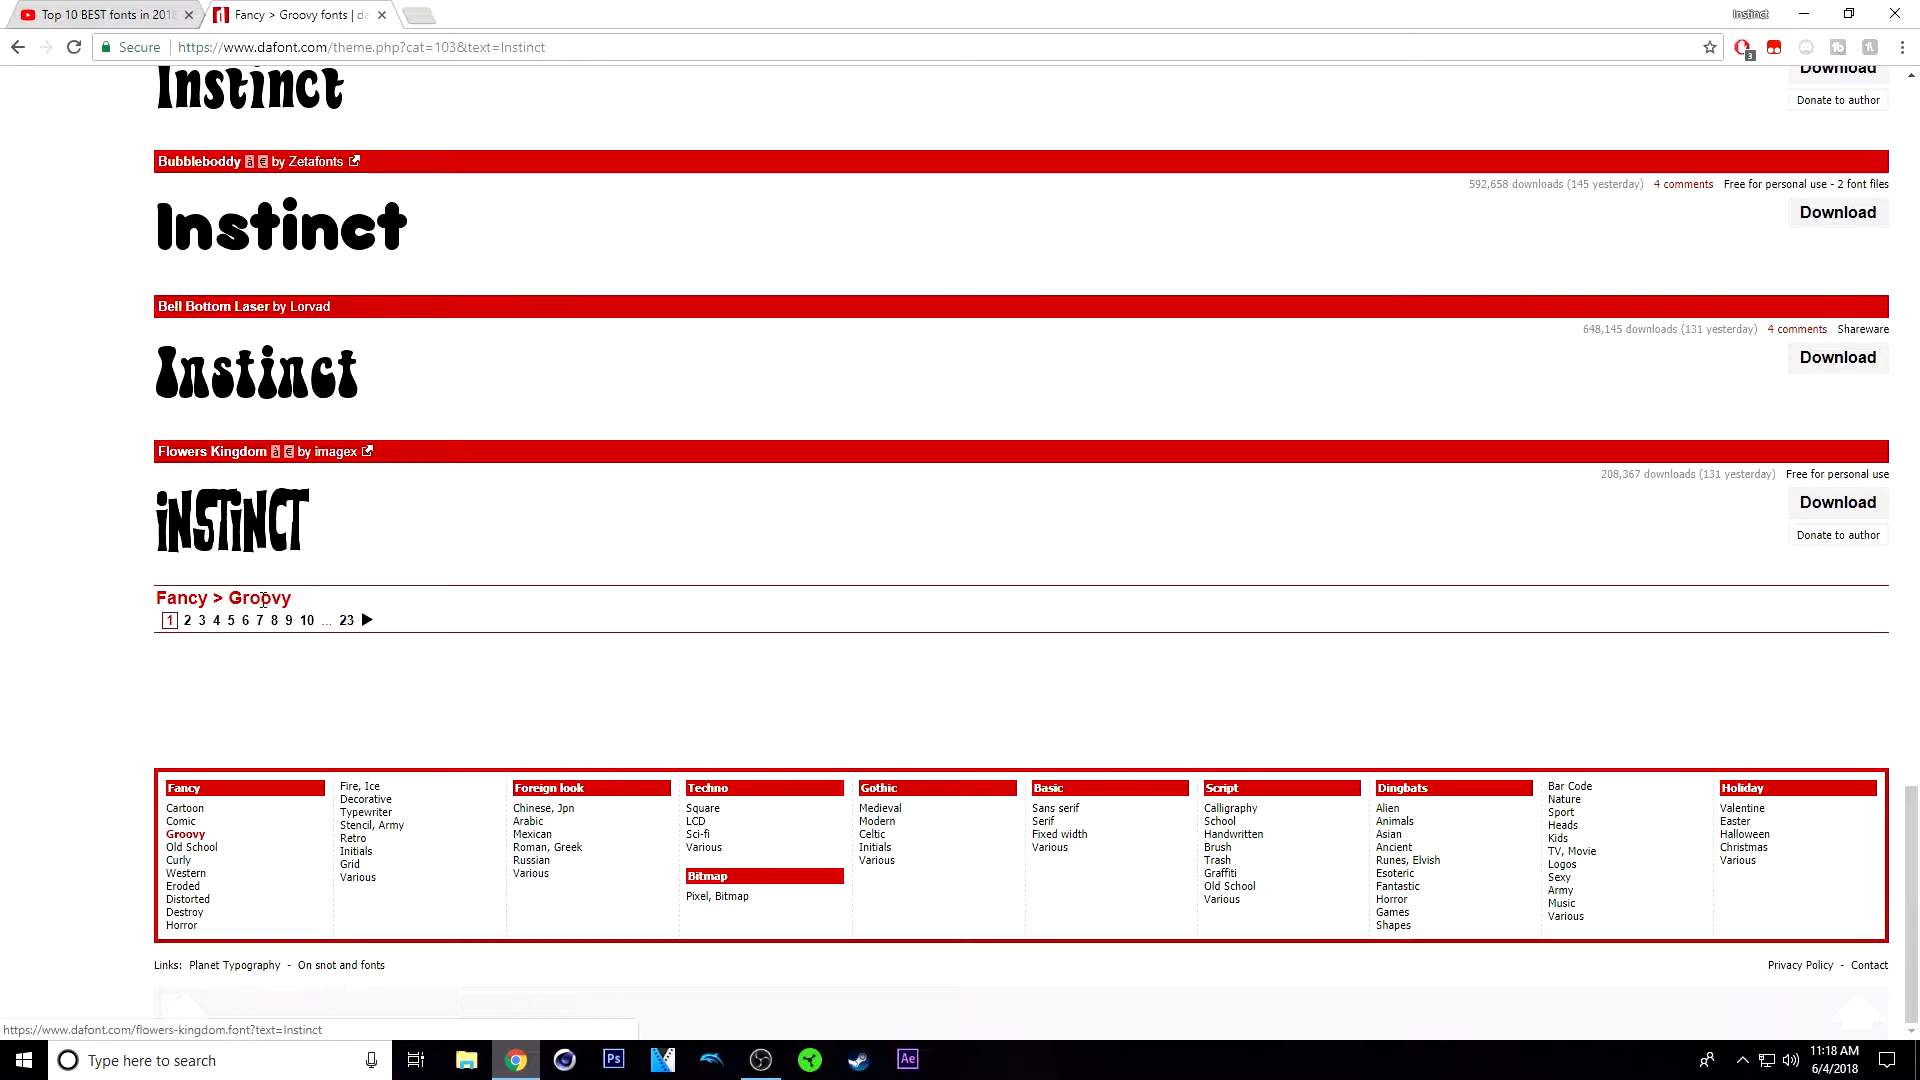 Top 10 BEST fonts in 2018
Fancy > Groovy fonts | da
Instinct
Secure
https://www.dafont.com/theme.php?cat=103&text=Instinct
3
Instinct
Download
Donate to author
Bubbleboddy à € by Zetafonts
592,658 downloads (145 yesterday) 4 comments Free for personal use - 2 font files
Instinct
Download
Bell Bottom Laser by Lorvad
648,145 downloads (131 yesterday) 4 comments Shareware
Instinct
Download
Flowers Kingdom à € by imagex
208,367 downloads (131 yesterday) Free for personal use
iNSTiNCT
Download
Donate to author
Fancy > Groovy
1 2 3 4 5 6 7 8 9 10 ... 23
Fancy
Cartoon
Comic
Groovy
Old School
Curly
Western
Eroded
Distorted
Destroy
Horror
Fire, Ice
Decorative
Typewriter
Stencil, Army
Retro
Initials
Grid
Various
Foreign look
Chinese, Jpn
Arabic
Mexican
Roman, Greek
Russian
Various
Techno
Square
LCD
Sci-fi
Various
Bitmap
Pixel, Bitmap
Gothic
Medieval
Modern
Celtic
Initials
Various
Basic
Sans serif
Serif
Fixed width
Various
Script
Calligraphy
School
Handwritten
Brush
Trash
Graffiti
Old School
Various
Dingbats
Alien
Animals
Asian
Ancient
Runes, Elvish
Esoteric
Fantastic
Horror
Games
Shapes
Bar Code
Nature
Sport
Heads
Kids
TV, Movie
Logos
Sexy
Army
Music
Various
Holiday
Valentine
Easter
Halloween
Christmas
Various
Links: Planet Typography - On snot and fonts
Privacy Policy - Contact
https://www.dafont.com/flowers-kingdom.font?text=Instinct
Type here to search
Ps
Ae
11:18 AM
6/4/2018